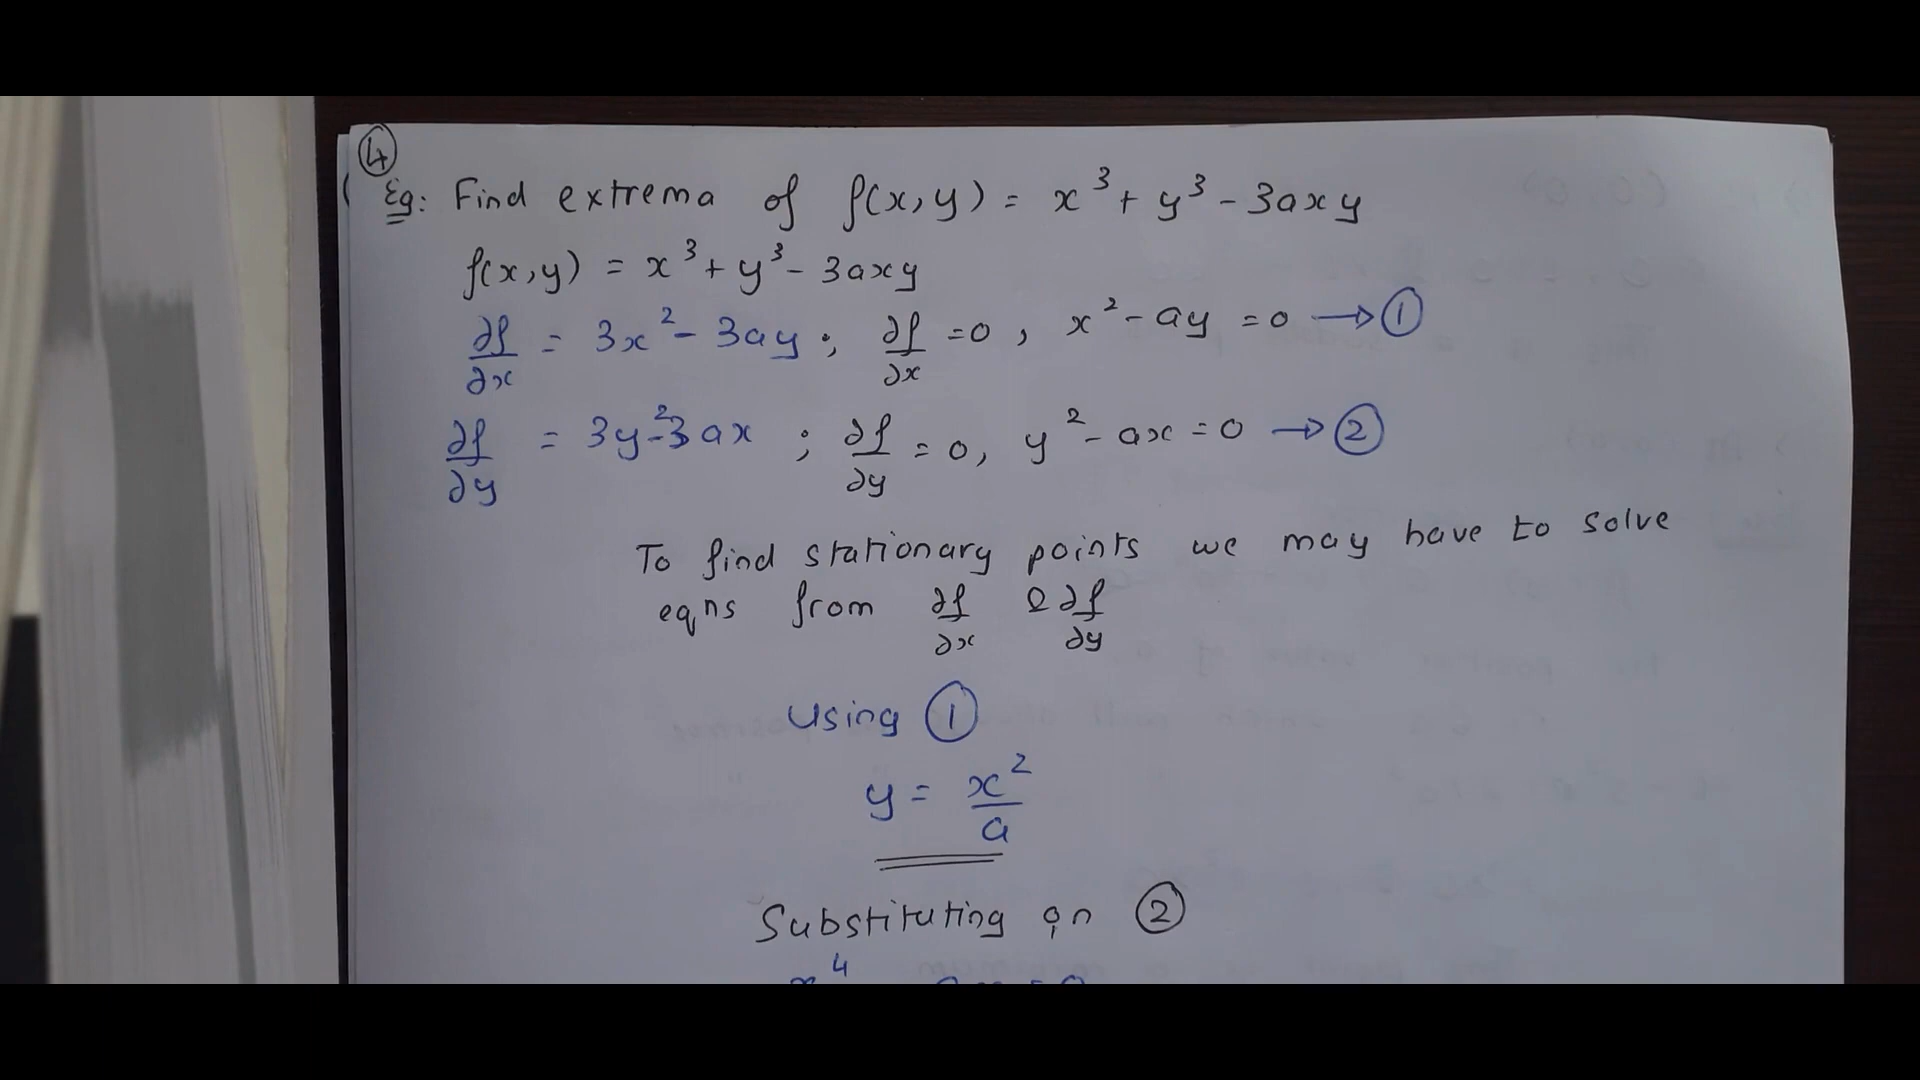 ④
Eg: Find extrema of f(x,y) = x³ + y³ - 3axy
f(x,y) = x³ + y³ - 3axy
∂f/∂x = 3x² - 3ay ; ∂f/∂x = 0 , x² - ay = 0 → ①
∂f/∂y = 3y² - 3ax ; ∂f/∂y = 0, y² - ax = 0 → ②
To find stationary points we may have to solve
eqns from ∂f/∂x & ∂f/∂y
Using ①
y = x²/a
Substituting in ②